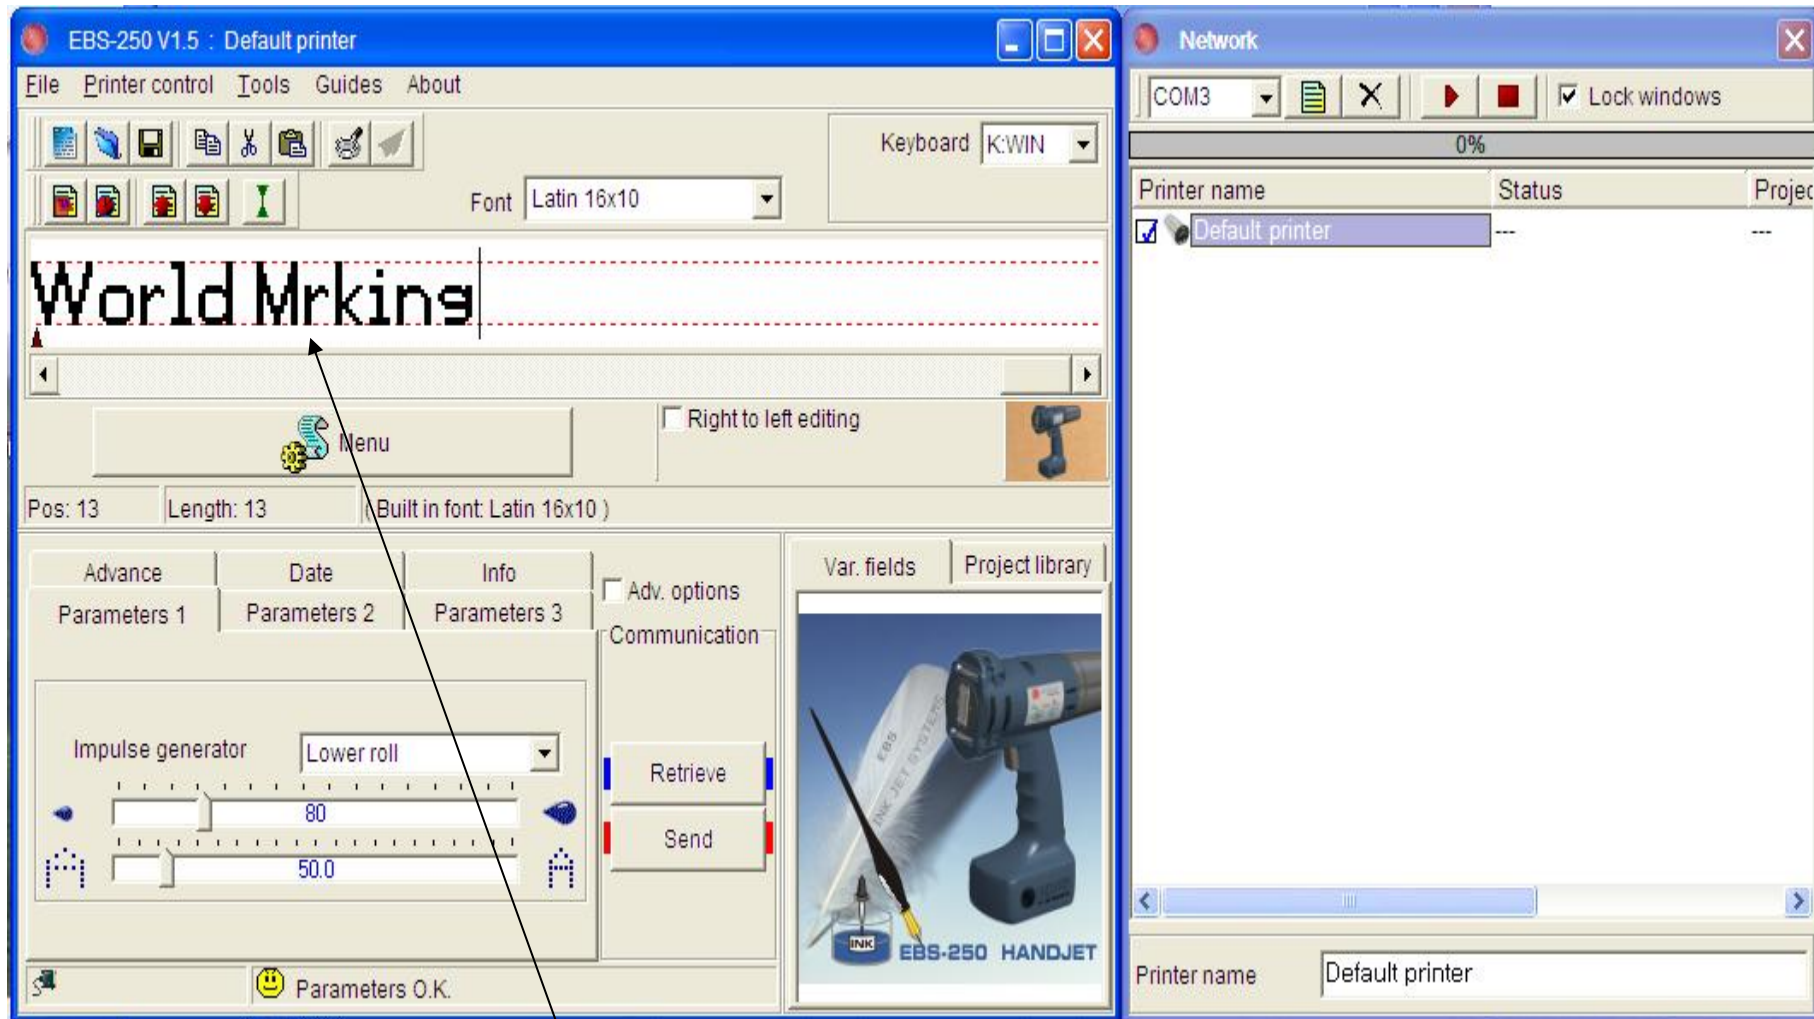 EBS-250 V1.5 : Default printer
File Printer control Tools Guides About
Keyboard K:WIN
Font Latin 16x10
World Mrking
Menu
Right to left editing
Pos: 13 Length: 13 ( Built in font: Latin 16x10 )
Advance Date Info
Parameters 1 Parameters 2 Parameters 3
Adv. options
Communication
Impulse generator Lower roll
80
50.0
Retrieve
Send
Parameters O.K.
Var. fields Project library
EBS
INK JET SYSTEMS
INK
EBS-250 HANDJET
Network
COM3 Lock windows
0%
Printer name Status Projec
Default printer --- ---
Printer name Default printer